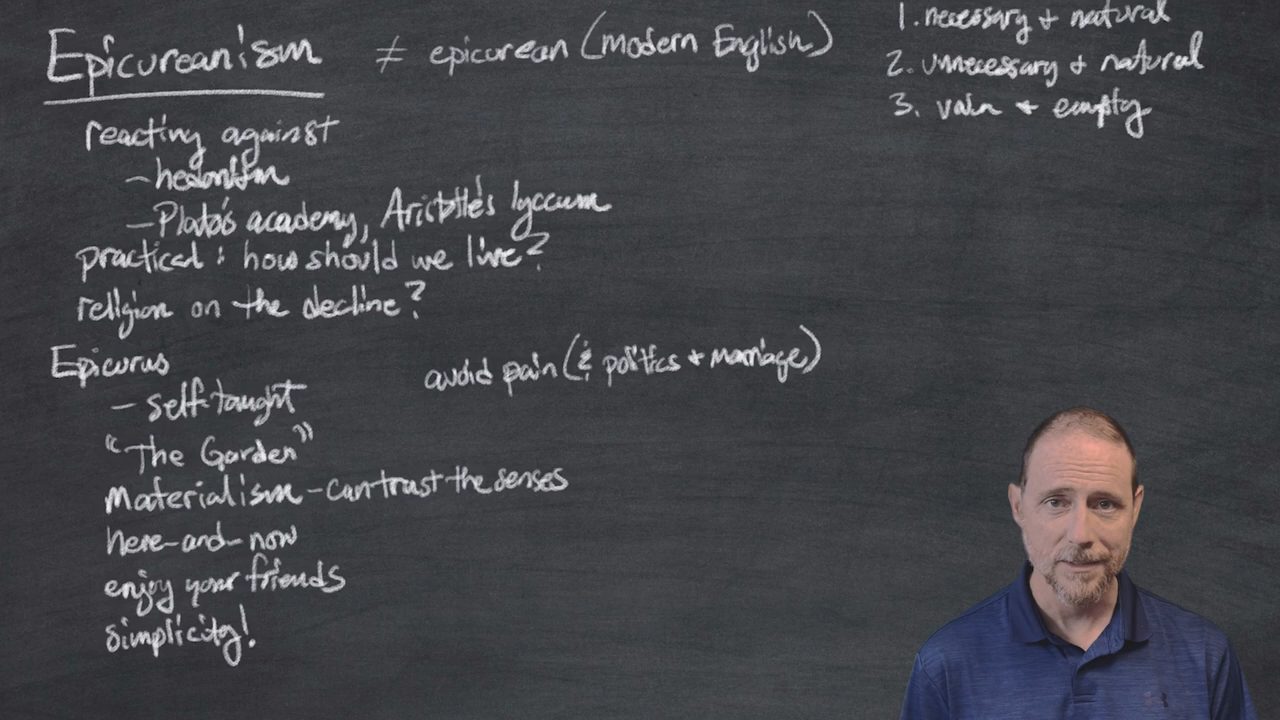 Epicureanism ≠ epicurean (modern English)
1. necessary + natural
2. unnecessary + natural
3. vain + empty
reacting against
- hedonism
- Plato's academy, Aristotle's lyceum
practical: how should we live?
religion on the decline?
Epicurus
- self-taught
"The Garden"
avoid pain (& politics + marriage)
materialism - can trust the senses
here-and-now
enjoy your friends
simplicity!